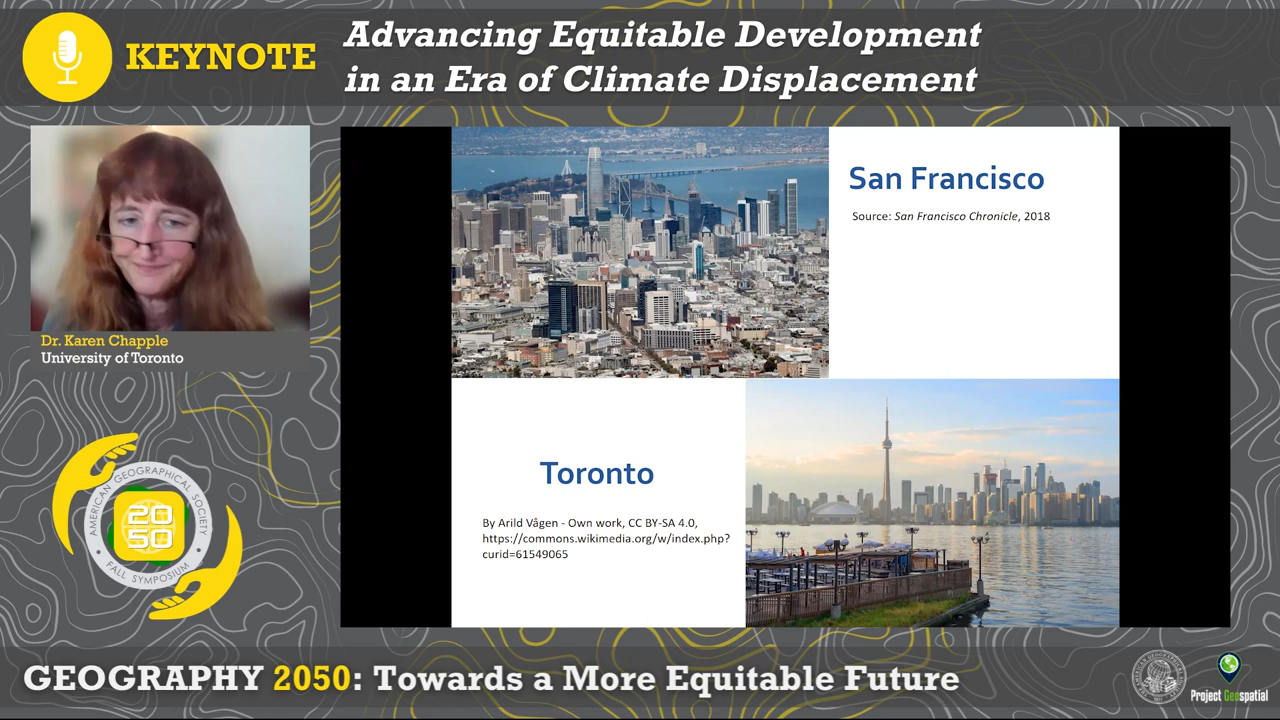 KEYNOTE
Advancing Equitable Development
in an Era of Climate Displacement
San Francisco
Source: San Francisco Chronicle, 2018
Dr. Karen Chapple
University of Toronto
AMERICAN GEOGRAPHICAL SOCIETY
20
50
• FALL SYMPOSIUM •
Toronto
By Arild Vågen - Own work, CC BY-SA 4.0,
https://commons.wikimedia.org/w/index.php?
curid=61549065
GEOGRAPHY 2050: Towards a More Equitable Future
Project Geospatial